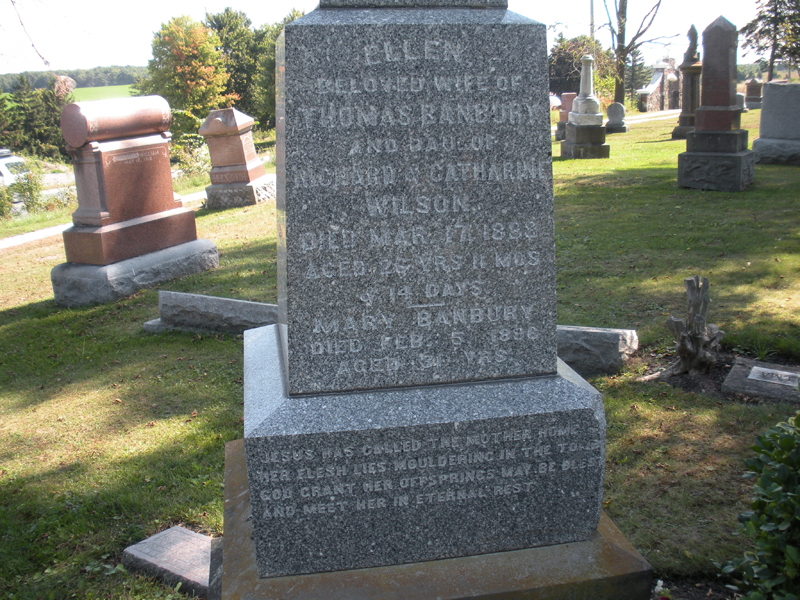 ELLEN
BELOVED WIFE OF
THOMAS BANBURY
AND DAU. OF
RICHARD & CATHARINE
WILSON.
DIED MAR. 17, 1883
AGED 26 YRS 11 MOS
& 14 DAYS
MARY BANBURY
DIED FEB. 5, 1896
AGED YRS.
JESUS HAS CALLED THE MOTHER HOME
HER FLESH LIES MOULDERING IN THE TOMB
GOD GRANT HER OFFSPRINGS MAY BE BLEST
AND MEET HER IN ETERNAL REST